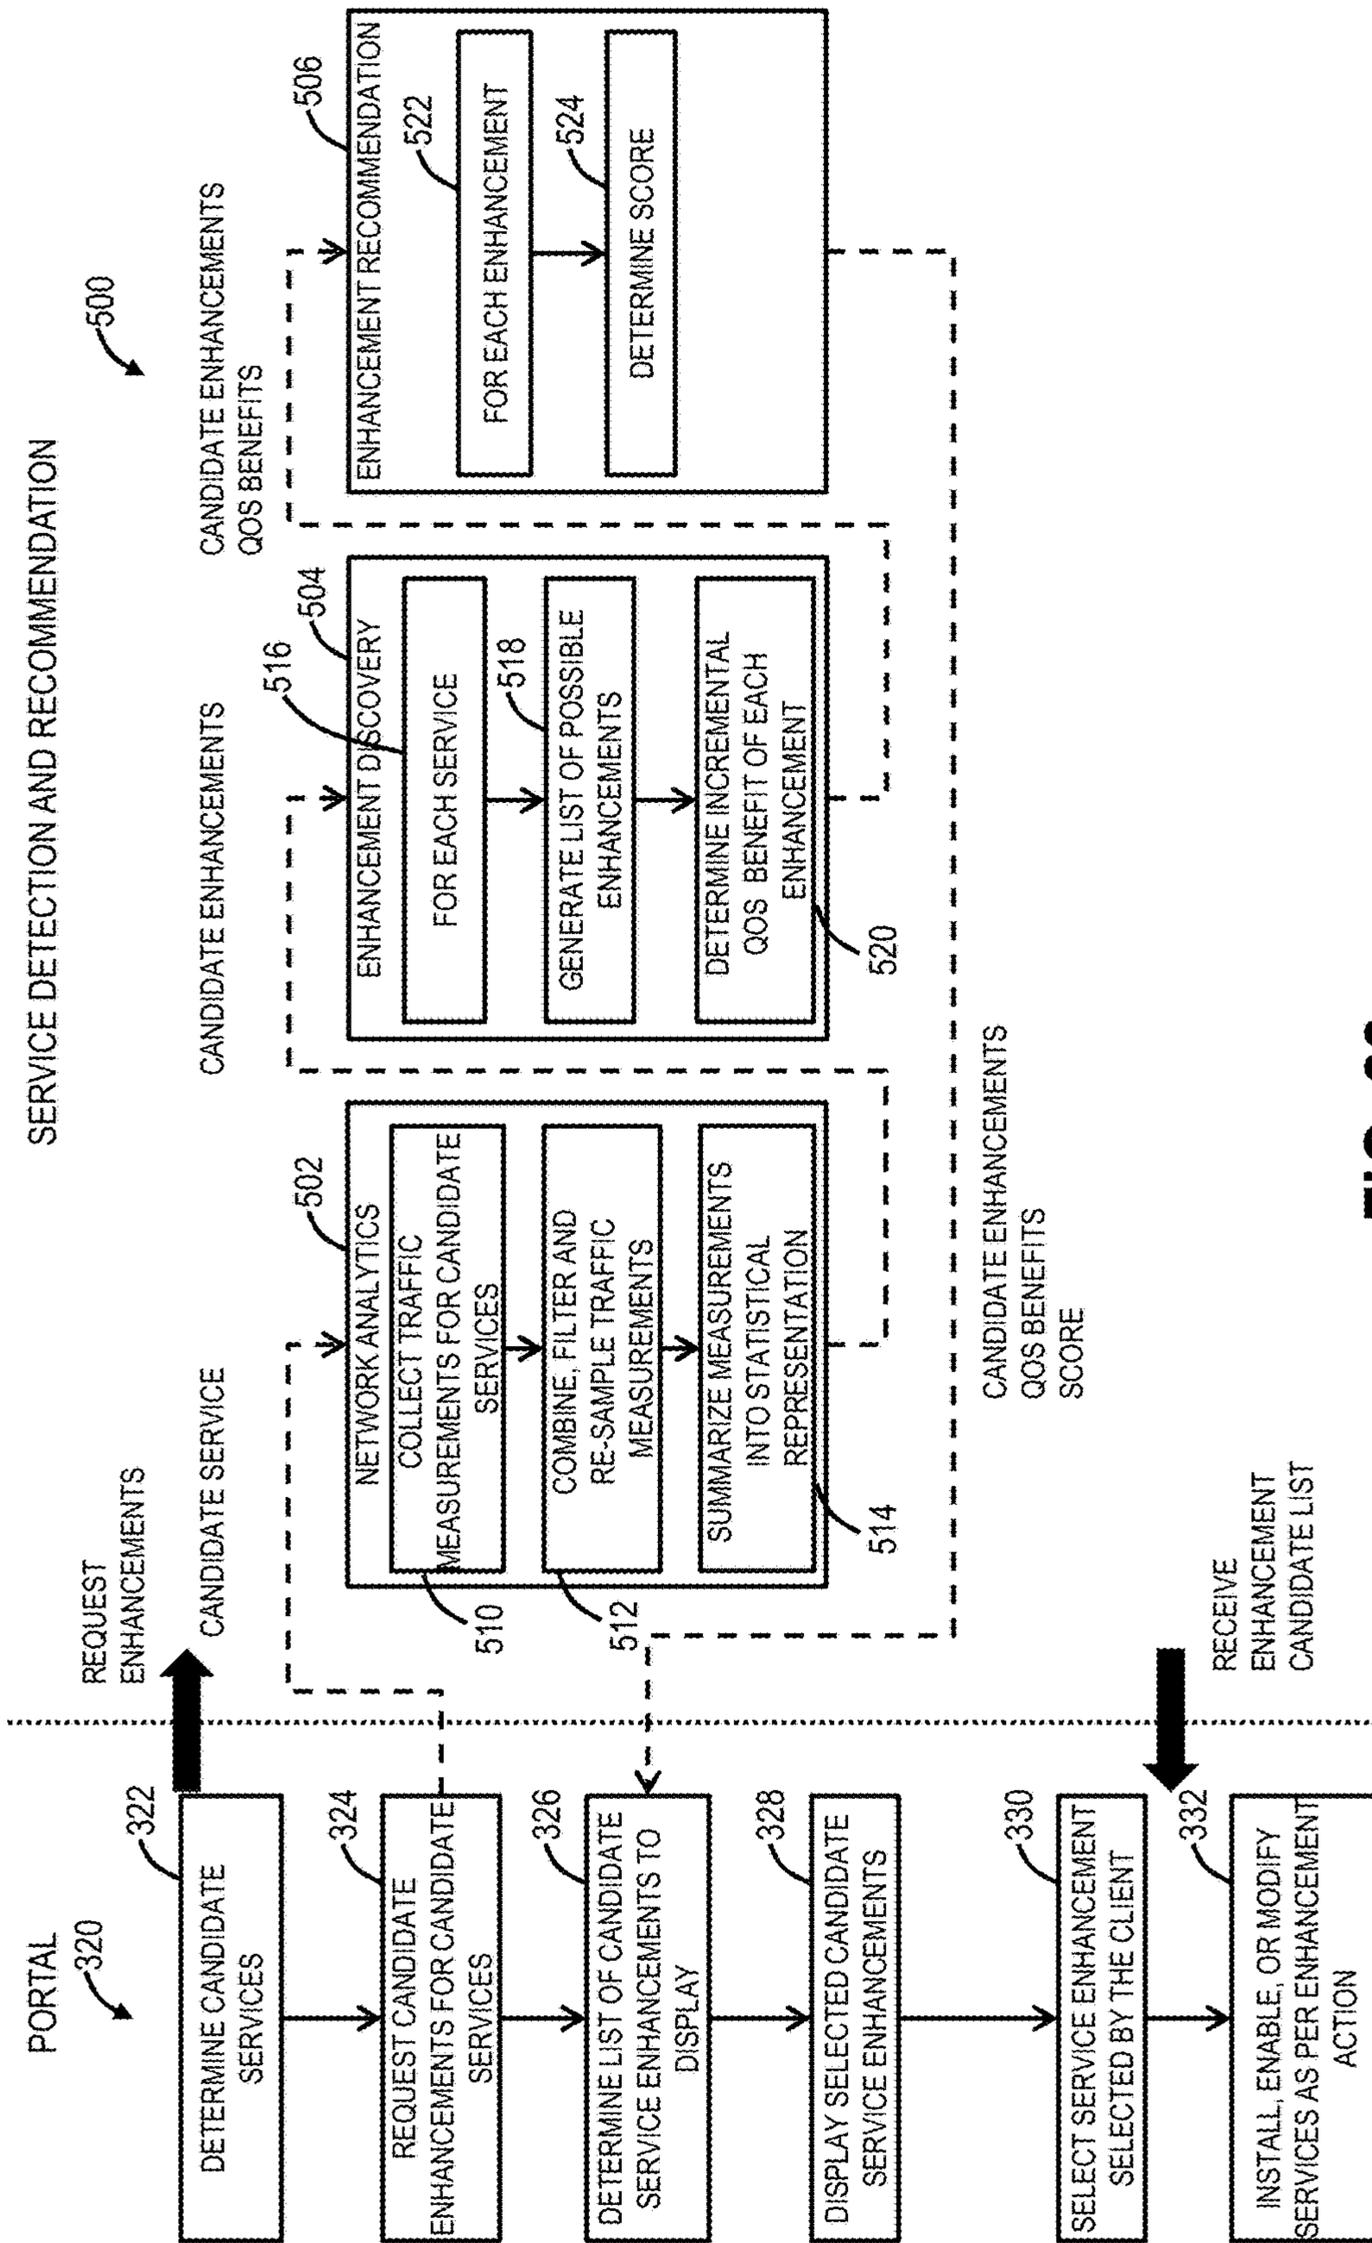 PORTAL
320
322
DETERMINE CANDIDATE
SERVICES
324
REQUEST CANDIDATE
ENHANCEMENTS FOR CANDIDATE
SERVICES
326
DETERMINE LIST OF CANDIDATE
SERVICE ENHANCEMENTS TO
DISPLAY
328
DISPLAY SELECTED CANDIDATE
SERVICE ENHANCEMENTS
330
SELECT SERVICE ENHANCEMENT
SELECTED BY THE CLIENT
332
INSTALL, ENABLE, OR MODIFY
SERVICES AS PER ENHANCEMENT
ACTION
REQUEST
ENHANCEMENTS
RECEIVE
ENHANCEMENT
CANDIDATE LIST
SERVICE DETECTION AND RECOMMENDATION
500
CANDIDATE SERVICE
502
NETWORK ANALYTICS
510
COLLECT TRAFFIC
MEASUREMENTS FOR CANDIDATE
SERVICES
512
COMBINE, FILTER AND
RE-SAMPLE TRAFFIC
MEASUREMENTS
514
SUMMARIZE MEASUREMENTS
INTO STATISTICAL
REPRESENTATION
CANDIDATE ENHANCEMENTS
504
ENHANCEMENT DISCOVERY
516
FOR EACH SERVICE
518
GENERATE LIST OF POSSIBLE
ENHANCEMENTS
520
DETERMINE INCREMENTAL
QOS BENEFIT OF EACH
ENHANCEMENT
CANDIDATE ENHANCEMENTS
QOS BENEFITS
506
ENHANCEMENT RECOMMENDATION
522
FOR EACH ENHANCEMENT
524
DETERMINE SCORE
CANDIDATE ENHANCEMENTS
QOS BENEFITS
SCORE